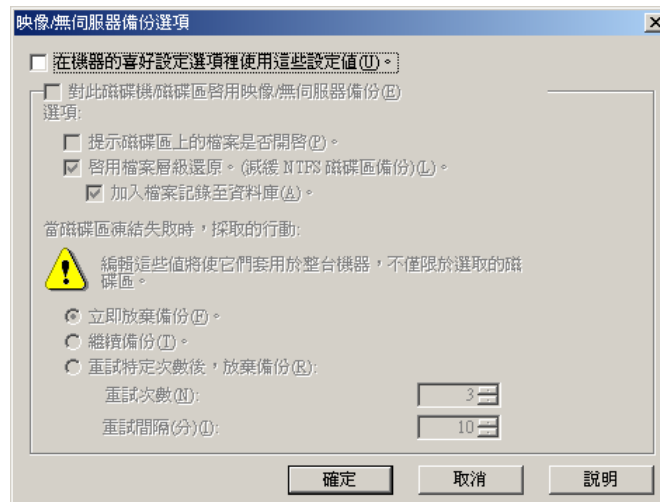 映像/無伺服器備份選項
在機器的喜好設定選項裡使用這些設定值(U)。
對此磁碟機/磁碟區啓用映像/無伺服器備份(E)
選項:
提示磁碟區上的檔案是否開啓(P)。
啓用檔案層級還原。(減緩 NTFS 磁碟區備份)(L)。
加入檔案記錄至資料庫(A)。
當磁碟區凍結失敗時，採取的行動:
編輯這些值將使它們套用於整台機器，不僅限於選取的磁
碟區。
立即放棄備份(F)。
繼續備份(T)。
重試特定次數後，放棄備份(R):
重試次數(N):
3
重試間隔(分)(I):
10
確定
取消
說明